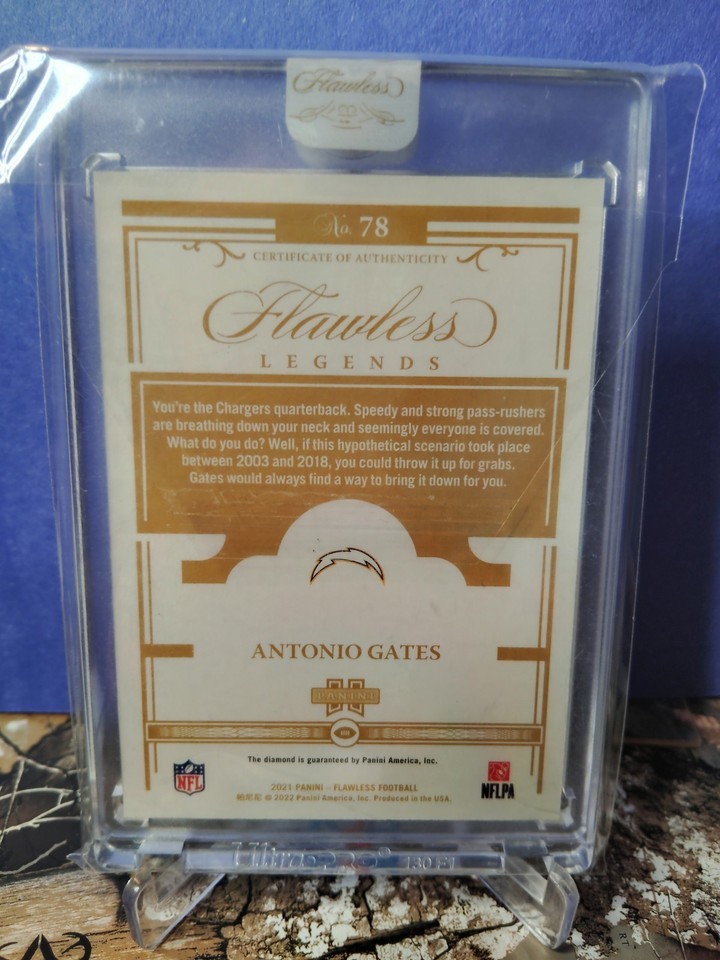 Flawless
No. 78
CERTIFICATE OF AUTHENTICITY
Flawless
LEGENDS
You're the Chargers quarterback. Speedy and strong pass-rushers
are breathing down your neck and seemingly everyone is covered.
What do you do? Well, if this hypothetical scenario took place
between 2003 and 2018, you could throw it up for grabs.
Gates would always find a way to bring it down for you.
ANTONIO GATES
PANINI
The diamond is guaranteed by Panini America, Inc.
NFL
NFLPA
2021 PANINI – FLAWLESS FOOTBALL
© 2022 Panini America, Inc. Produced in the USA.
130 PT